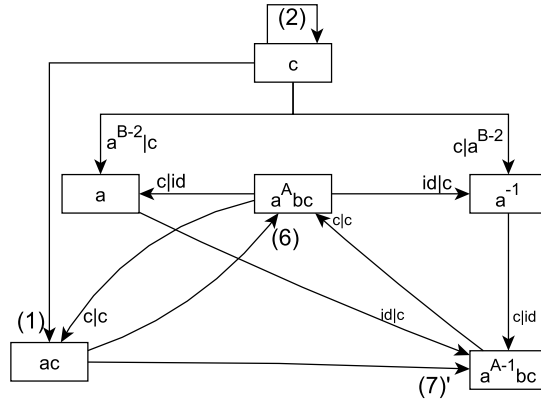 (2)
c
a^{B-2}|c
c|a^{B-2}
a
c|id
a^A bc
id|c
a^{-1}
(6)
c|c
c|c
id|c
c|id
(1)
ac
(7)'
a^{A-1} bc